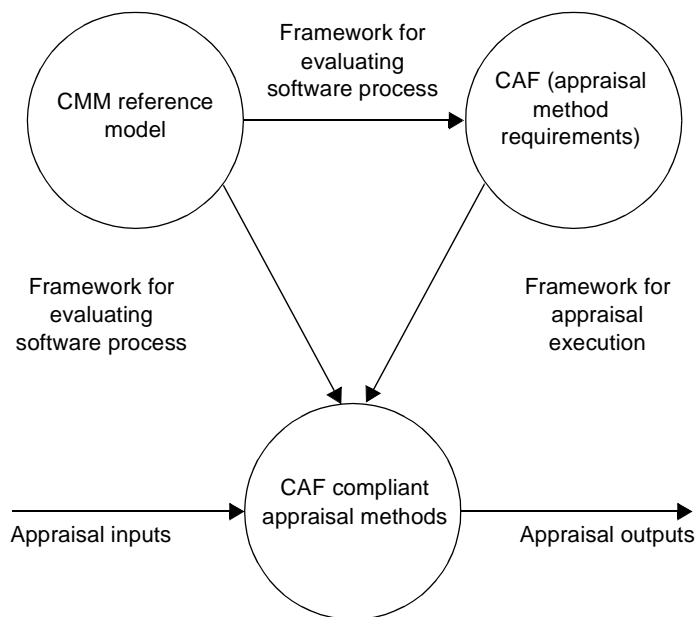 Framework for
evaluating
software process
CMM reference
model
CAF (appraisal
method
requirements)
Framework for
evaluating
software process
Framework for
appraisal
execution
CAF compliant
appraisal methods
Appraisal inputs
Appraisal outputs